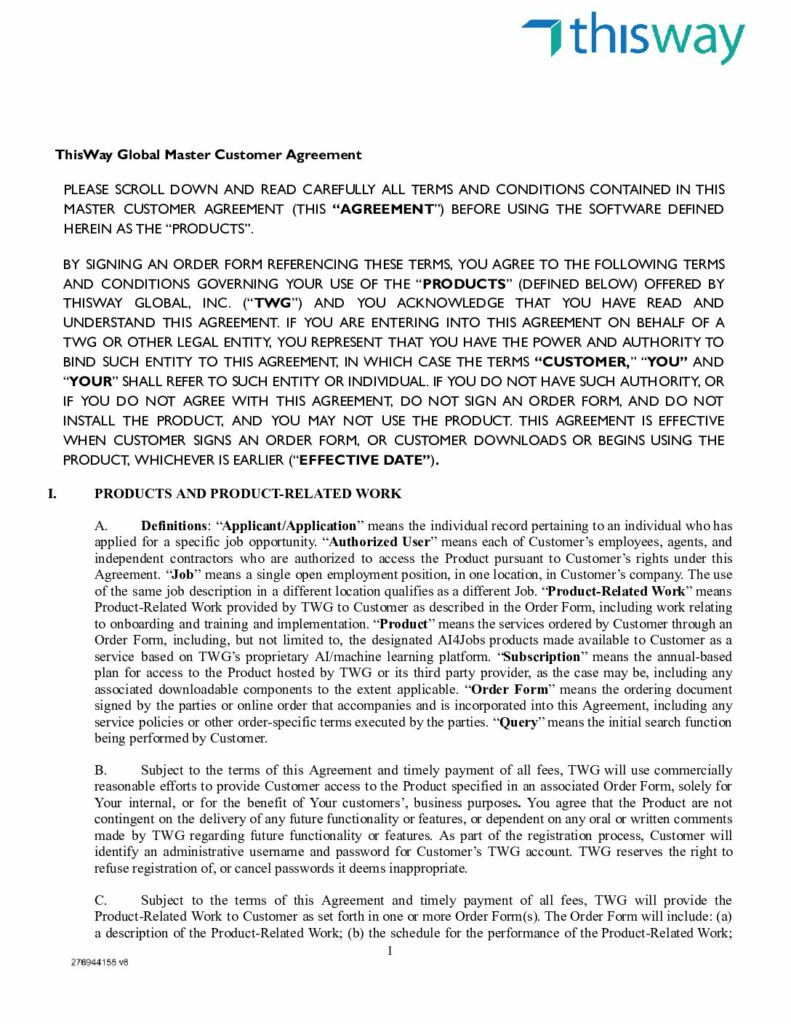 thisway
ThisWay Global Master Customer Agreement
PLEASE SCROLL DOWN AND READ CAREFULLY ALL TERMS AND CONDITIONS CONTAINED IN THIS
MASTER CUSTOMER AGREEMENT (THIS “AGREEMENT”) BEFORE USING THE SOFTWARE DEFINED
HEREIN AS THE “PRODUCTS”.
BY SIGNING AN ORDER FORM REFERENCING THESE TERMS, YOU AGREE TO THE FOLLOWING TERMS
AND CONDITIONS GOVERNING YOUR USE OF THE “PRODUCTS” (DEFINED BELOW) OFFERED BY
THISWAY GLOBAL, INC. (“TWG”) AND YOU ACKNOWLEDGE THAT YOU HAVE READ AND
UNDERSTAND THIS AGREEMENT. IF YOU ARE ENTERING INTO THIS AGREEMENT ON BEHALF OF A
TWG OR OTHER LEGAL ENTITY, YOU REPRESENT THAT YOU HAVE THE POWER AND AUTHORITY TO
BIND SUCH ENTITY TO THIS AGREEMENT, IN WHICH CASE THE TERMS “CUSTOMER,” “YOU” AND
“YOUR” SHALL REFER TO SUCH ENTITY OR INDIVIDUAL. IF YOU DO NOT HAVE SUCH AUTHORITY, OR
IF YOU DO NOT AGREE WITH THIS AGREEMENT, DO NOT SIGN AN ORDER FORM, AND DO NOT
INSTALL THE PRODUCT, AND YOU MAY NOT USE THE PRODUCT. THIS AGREEMENT IS EFFECTIVE
WHEN CUSTOMER SIGNS AN ORDER FORM, OR CUSTOMER DOWNLOADS OR BEGINS USING THE
PRODUCT, WHICHEVER IS EARLIER (“EFFECTIVE DATE”).
I. PRODUCTS AND PRODUCT-RELATED WORK
A. Definitions: “Applicant/Application” means the individual record pertaining to an individual who has
applied for a specific job opportunity. “Authorized User” means each of Customer’s employees, agents, and
independent contractors who are authorized to access the Product pursuant to Customer’s rights under this
Agreement. “Job” means a single open employment position, in one location, in Customer’s company. The use
of the same job description in a different location qualifies as a different Job. “Product-Related Work” means
Product-Related Work provided by TWG to Customer as described in the Order Form, including work relating
to onboarding and training and implementation. “Product” means the services ordered by Customer through an
Order Form, including, but not limited to, the designated AI4Jobs products made available to Customer as a
service based on TWG’s proprietary AI/machine learning platform. “Subscription” means the annual-based
plan for access to the Product hosted by TWG or its third party provider, as the case may be, including any
associated downloadable components to the extent applicable. “Order Form” means the ordering document
signed by the parties or online order that accompanies and is incorporated into this Agreement, including any
service policies or other order-specific terms executed by the parties. “Query” means the initial search function
being performed by Customer.
B. Subject to the terms of this Agreement and timely payment of all fees, TWG will use commercially
reasonable efforts to provide Customer access to the Product specified in an associated Order Form, solely for
Your internal, or for the benefit of Your customers’, business purposes. You agree that the Product are not
contingent on the delivery of any future functionality or features, or dependent on any oral or written comments
made by TWG regarding future functionality or features. As part of the registration process, Customer will
identify an administrative username and password for Customer’s TWG account. TWG reserves the right to
refuse registration of, or cancel passwords it deems inappropriate.
C. Subject to the terms of this Agreement and timely payment of all fees, TWG will provide the
Product-Related Work to Customer as set forth in one or more Order Form(s). The Order Form will include: (a)
a description of the Product-Related Work; (b) the schedule for the performance of the Product-Related Work;
1
276944155 v6